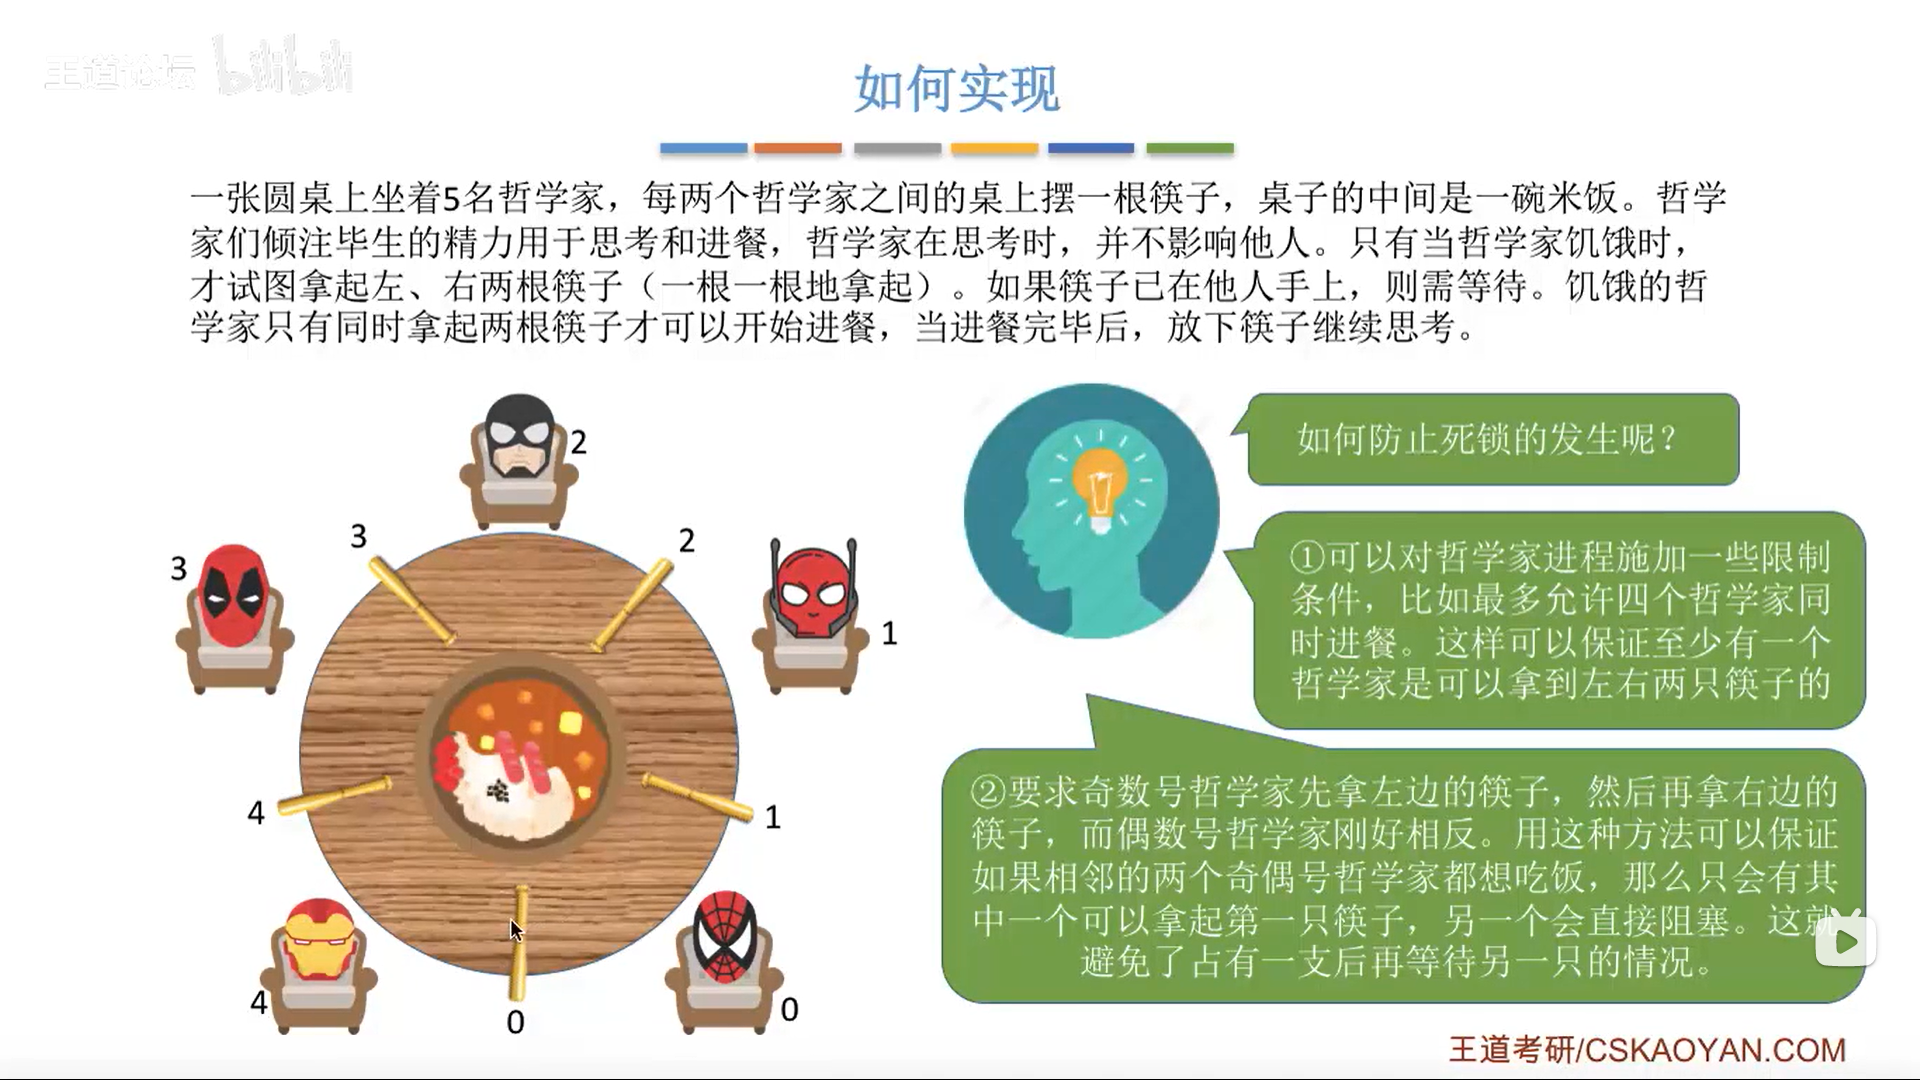 王道论坛 bilibili
如何实现
一张圆桌上坐着5名哲学家，每两个哲学家之间的桌上摆一根筷子，桌子的中间是一碗米饭。哲学
家们倾注毕生的精力用于思考和进餐，哲学家在思考时，并不影响他人。只有当哲学家饥饿时，
才试图拿起左、右两根筷子（一根一根地拿起）。如果筷子已在他人手上，则需等待。饥饿的哲
学家只有同时拿起两根筷子才可以开始进餐，当进餐完毕后，放下筷子继续思考。
2
3
2
3
1
4
1
4
0
0
如何防止死锁的发生呢？
①可以对哲学家进程施加一些限制
条件，比如最多允许四个哲学家同
时进餐。这样可以保证至少有一个
哲学家是可以拿到左右两只筷子的
②要求奇数号哲学家先拿左边的筷子，然后再拿右边的
筷子，而偶数号哲学家刚好相反。用这种方法可以保证
如果相邻的两个奇偶号哲学家都想吃饭，那么只会有其
中一个可以拿起第一只筷子，另一个会直接阻塞。这就
避免了占有一支后再等待另一只的情况。
王道考研/CSKAOYAN.COM